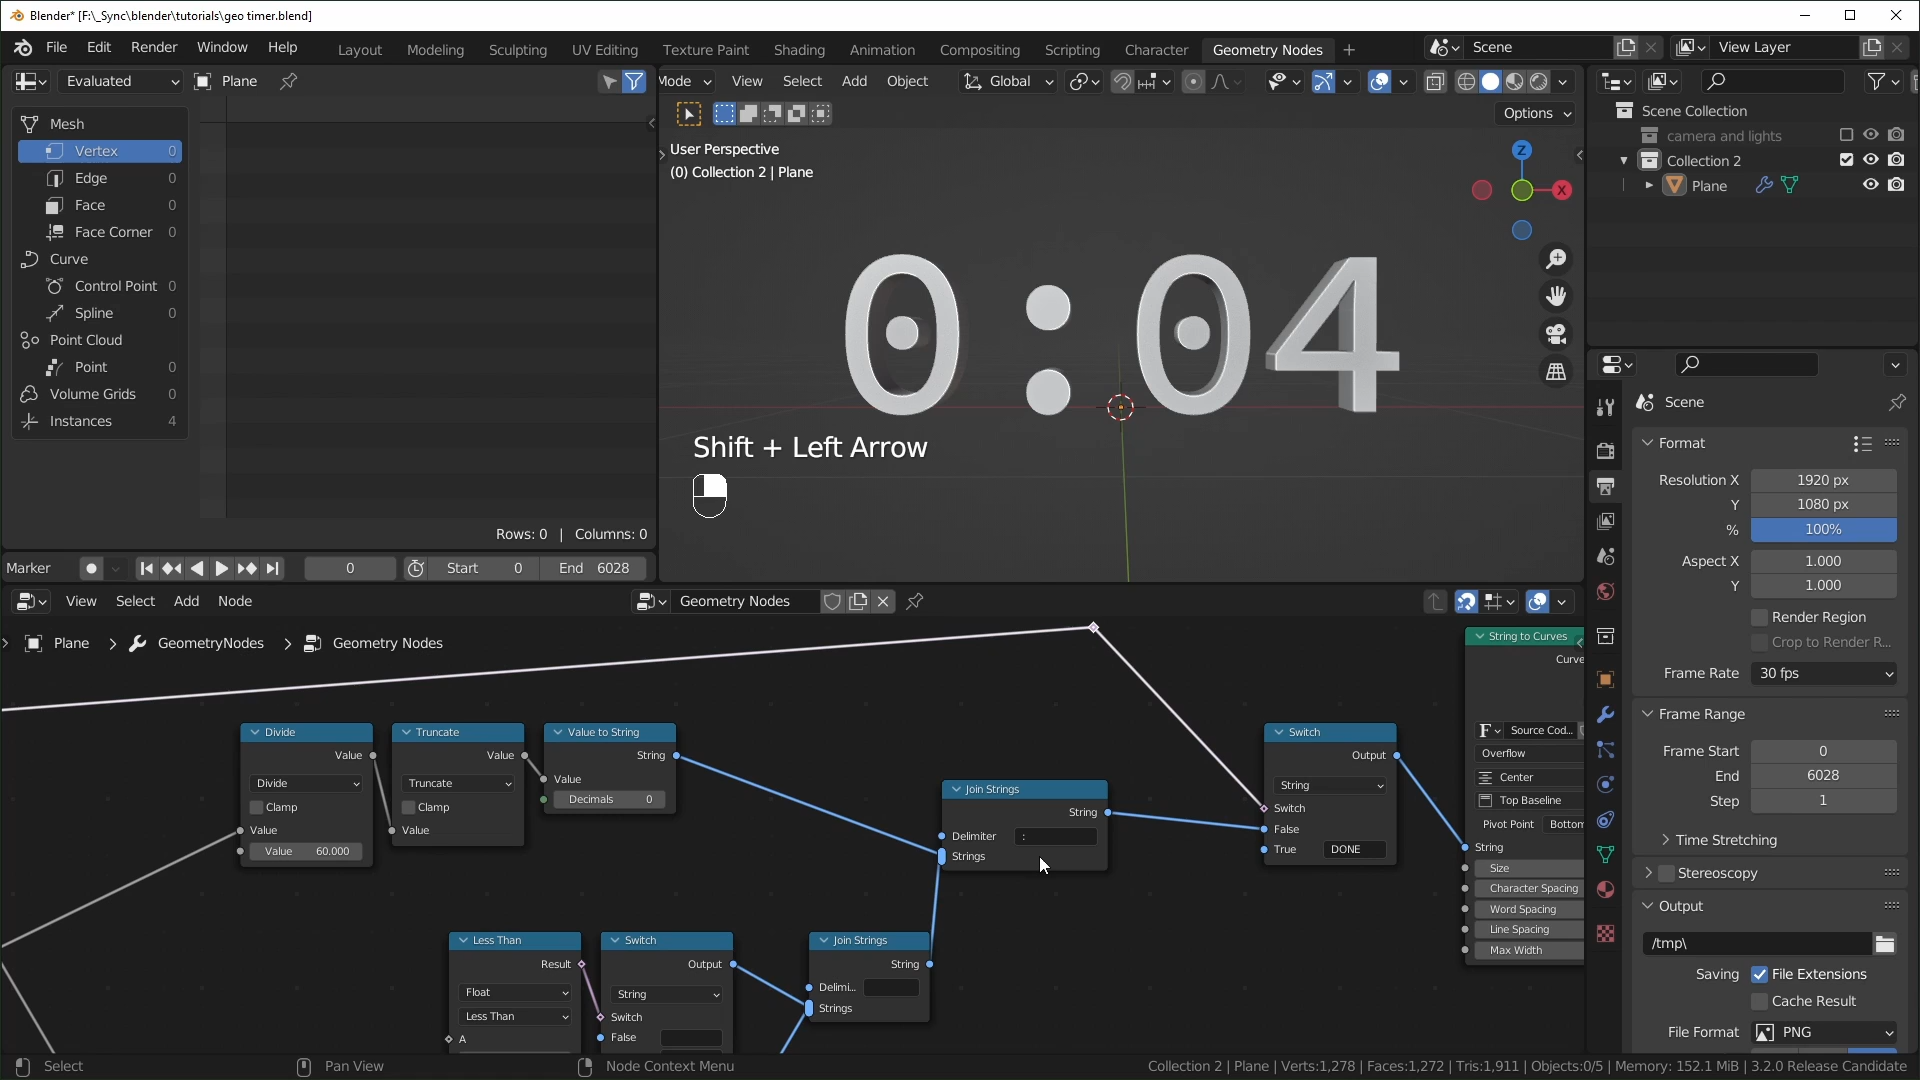 Blender* [F:\_Sync\blender\tutorials\geo timer.blend]
File Edit Render Window Help
Layout Modeling Sculpting UV Editing Texture Paint Shading Animation Compositing Scripting Character Geometry Nodes +
Scene
View Layer
Evaluated
Plane
Mode View Select Add Object
Global
Options
Mesh
Vertex 0
Edge 0
Face 0
Face Corner 0
Curve
Control Point 0
Spline 0
Point Cloud
Point 0
Volume Grids 0
Instances 4
Rows: 0 | Columns: 0
User Perspective
(0) Collection 2 | Plane
Z
X
0:04
Shift + Left Arrow
Scene Collection
camera and lights
Collection 2
Plane
Scene
Format
Resolution X 1920 px
Y 1080 px
% 100%
Aspect X 1.000
Y 1.000
Render Region
Crop to Render R...
Frame Rate 30 fps
Frame Range
Frame Start 0
End 6028
Step 1
Time Stretching
Stereoscopy
Output
/tmp\
Saving File Extensions
Cache Result
File Format PNG
Marker
0
Start 0
End 6028
View Select Add Node
Geometry Nodes
Plane > GeometryNodes > Geometry Nodes
Divide
Value
Divide
Clamp
Value
Value 60.000
Truncate
Value
Truncate
Clamp
Value
Value to String
String
Value
Decimals 0
Join Strings
String
Delimiter :
Strings
Switch
Output
String
Switch
False
True DONE
String to Curves
Curve
F Source Cod...
Overflow
Center
Top Baseline
Pivot Point Bottom
String
Size
Character Spacing
Word Spacing
Line Spacing
Max Width
Less Than
Result
Float
Less Than
A
Switch
Output
String
Switch
False
Join Strings
String
Delimi...
Strings
Select
Pan View
Node Context Menu
Collection 2 | Plane | Verts:1,278 | Faces:1,272 | Tris:1,911 | Objects:0/5 | Memory: 152.1 MiB | 3.2.0 Release Candidate